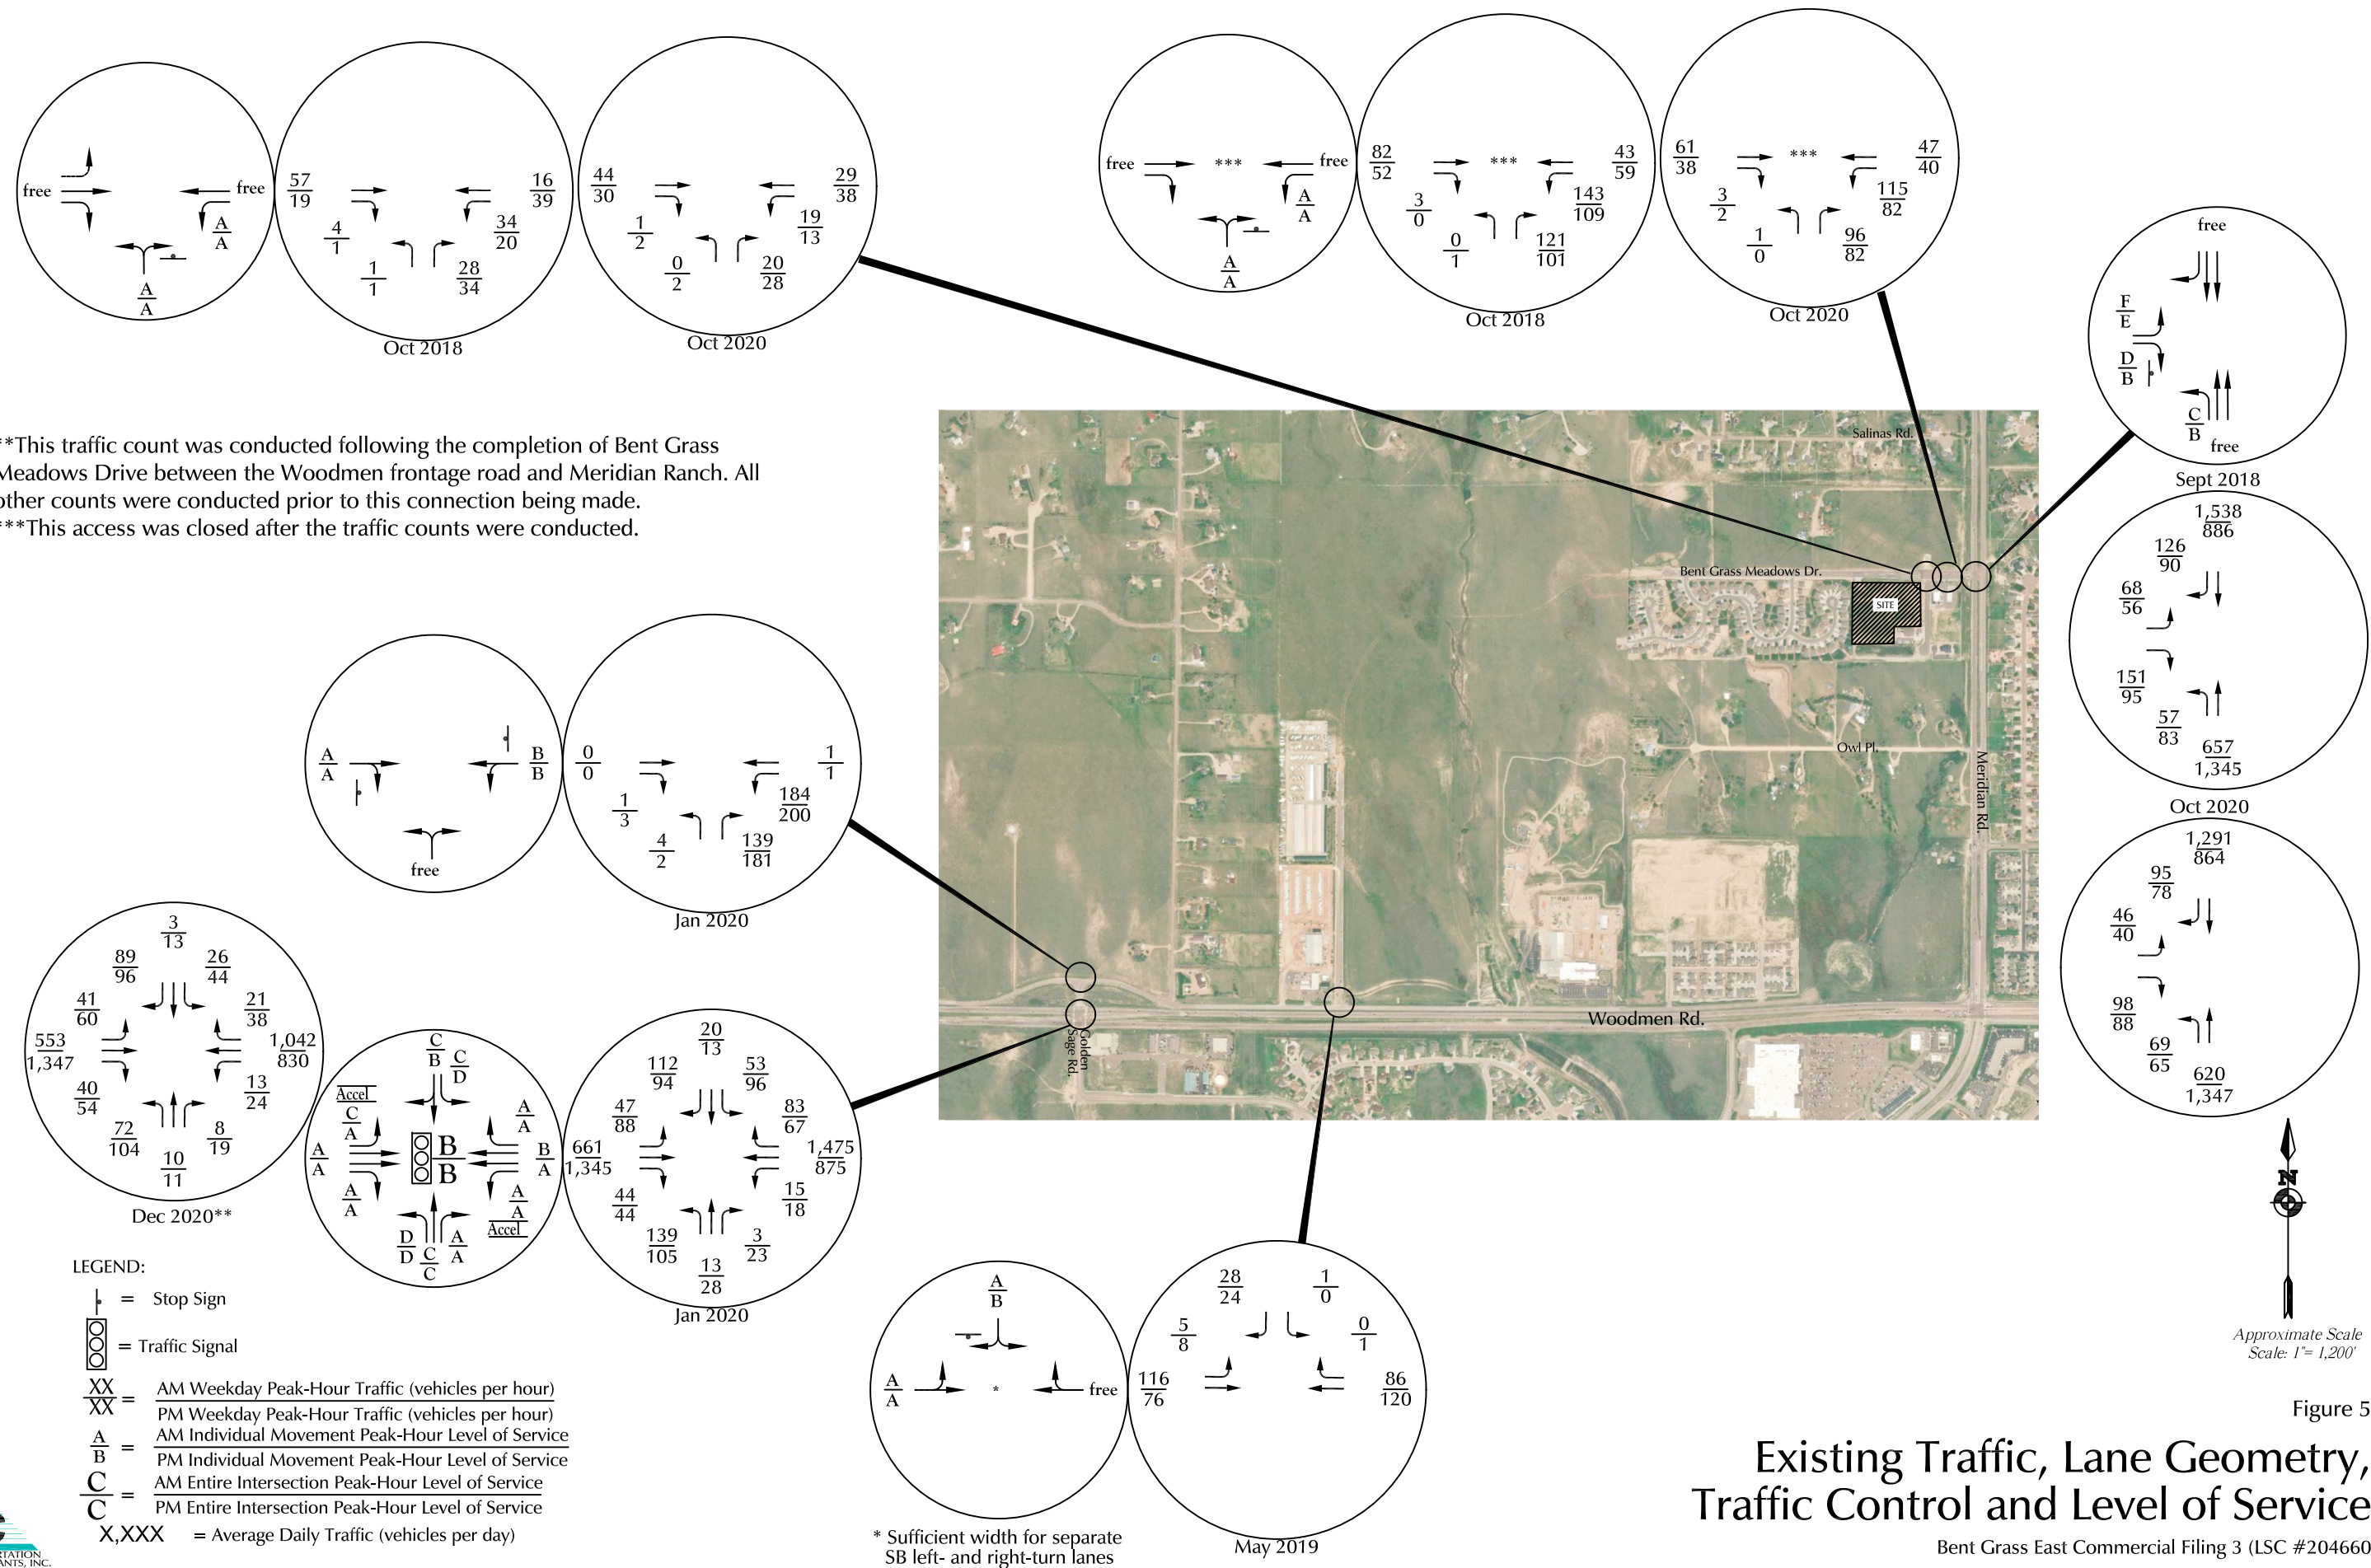 free
free
A
A
A
A
57
19
16
39
4
1
34
20
1
1
28
34
Oct 2018
44
30
29
38
1
2
19
13
0
2
20
28
Oct 2020
free
***
free
A
A
A
A
82
52
***
43
59
3
0
143
109
0
1
121
101
Oct 2018
61
38
***
47
40
3
2
115
82
1
0
96
82
Oct 2020
free
F
E
D
B
C
B
free
Sept 2018
1,538
886
126
90
68
56
151
95
57
83
657
1,345
Oct 2020
1,291
864
95
78
46
40
98
88
69
65
620
1,347
**This traffic count was conducted following the completion of Bent Grass
Meadows Drive between the Woodmen frontage road and Meridian Ranch. All
other counts were conducted prior to this connection being made.
***This access was closed after the traffic counts were conducted.
Salinas Rd.
Bent Grass Meadows Dr.
SITE
Owl Pl.
Meridian Rd.
Woodmen Rd.
Golden
Sage Rd.
A
A
B
B
free
0
0
1
1
1
3
184
200
4
2
139
181
Jan 2020
3
13
89
96
26
44
41
60
21
38
553
1,347
1,042
830
40
54
13
24
72
104
8
19
10
11
Dec 2020**
C
B
C
D
Accel
C
A
A
A
A
A
B
B
B
A
A
A
A
A
Accel
D
D
C
C
A
A
20
13
112
94
53
96
47
88
83
67
661
1,345
1,475
875
44
44
15
18
139
105
3
23
13
28
Jan 2020
A
B
A
A
*
free
28
24
1
0
5
8
0
1
116
76
86
120
May 2019
* Sufficient width for separate
SB left- and right-turn lanes
LEGEND:
= Stop Sign
= Traffic Signal
XX
XX
=
AM Weekday Peak-Hour Traffic (vehicles per hour)
PM Weekday Peak-Hour Traffic (vehicles per hour)
A
B
=
AM Individual Movement Peak-Hour Level of Service
PM Individual Movement Peak-Hour Level of Service
C
C
=
AM Entire Intersection Peak-Hour Level of Service
PM Entire Intersection Peak-Hour Level of Service
X,XXX = Average Daily Traffic (vehicles per day)
N
Approximate Scale
Scale: 1"= 1,200'
Figure 5
Existing Traffic, Lane Geometry,
Traffic Control and Level of Service
Bent Grass East Commercial Filing 3 (LSC #204660